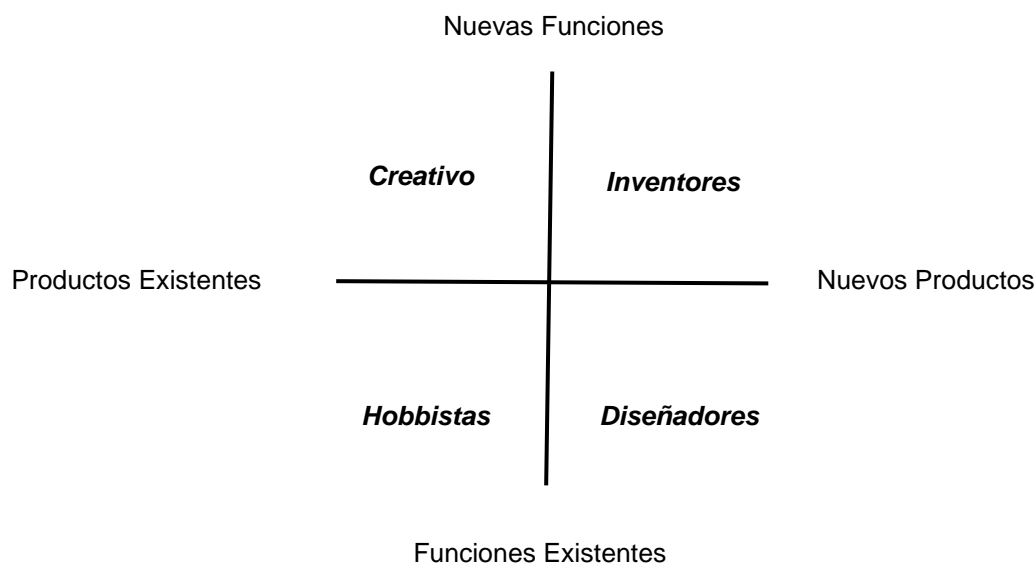 Nuevas Funciones
Creativo
Inventores
Productos Existentes
Nuevos Productos
Hobbistas
Diseñadores
Funciones Existentes